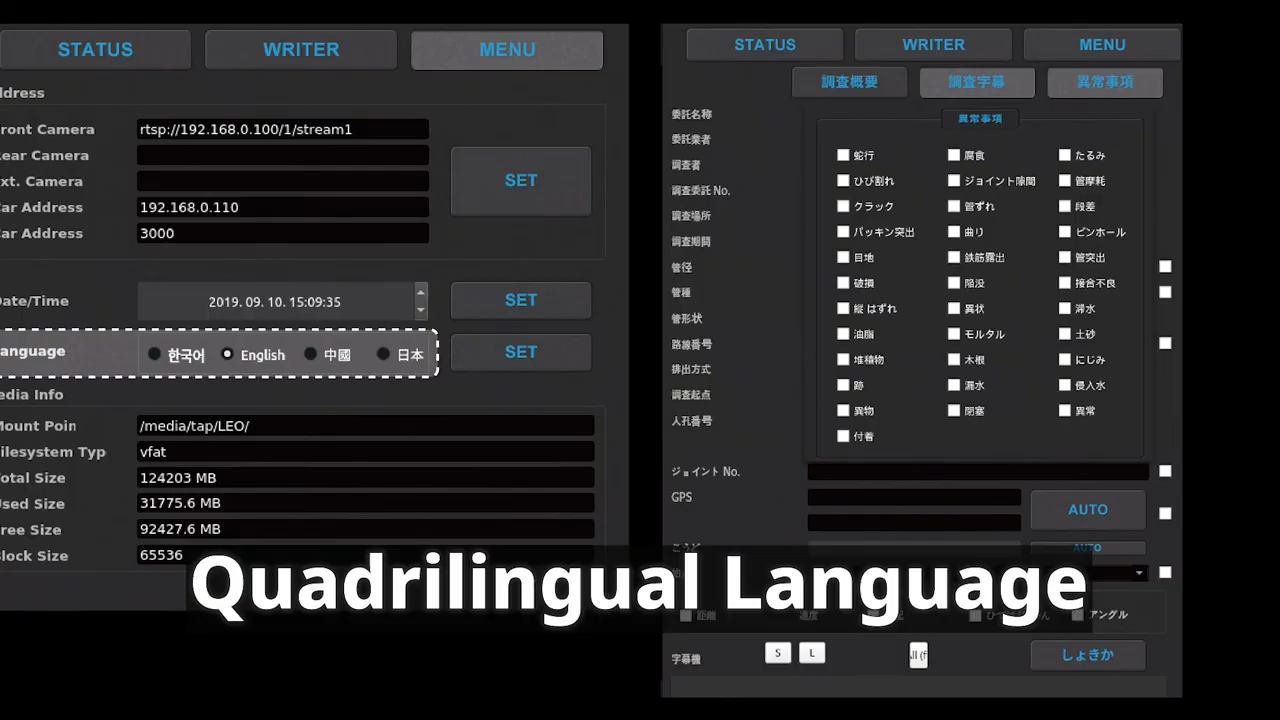 STATUS WRITER MENU
ddress
ront Camera rtsp://192.168.0.100/1/stream1
ear Camera
xt. Camera
ar Address 192.168.0.110
ar Address 3000
SET
ate/Time 2019. 09. 10. 15:09:35 SET
anguage 한국어 English 中國 日本 SET
edia Info
Mount Poin /media/tap/LEO/
ilesystem Typ vfat
otal Size 124203 MB
sed Size 31775.6 MB
ree Size 92427.6 MB
lock Size 65536
STATUS WRITER MENU
調査概要 調査字幕 異常事項
委託名称
委託業者
調査者
調査委託 No.
調査場所
調査期間
管径
管種
管形状
路線番号
排出方式
調査起点
人孔番号
異常事項
蛇行 腐食 たるみ
ひび割れ ジョイント隙間 管摩耗
クラック 管ずれ 段差
パッキン突出 曲り ピンホール
目地 鉄筋露出 管突出
破損 陥没 接合不良
縦 はずれ 異状 滞水
油脂 モルタル 土砂
堆積物 木根 にじみ
跡 漏水 侵入水
異物 閉塞 異常
付着
ジョイント No.
GPS AUTO
こうど AUTO
Quadrilingual Language
距離 速度 アングル
字幕機 S L しょきか